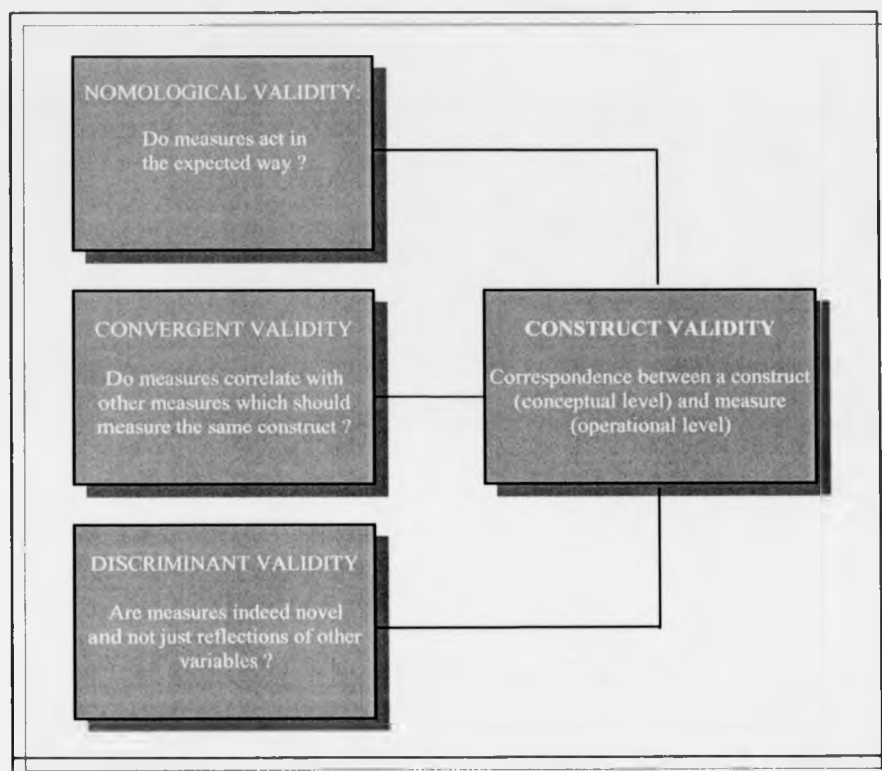 NOMOLOGICAL VALIDITY:
Do measures act in
the expected way ?
CONVERGENT VALIDITY
Do measures correlate with
other measures which should
measure the same construct ?
DISCRIMINANT VALIDITY
Are measures indeed novel
and not just reflections of other
variables ?
CONSTRUCT VALIDITY
Correspondence between a construct
(conceptual level) and measure
(operational level)